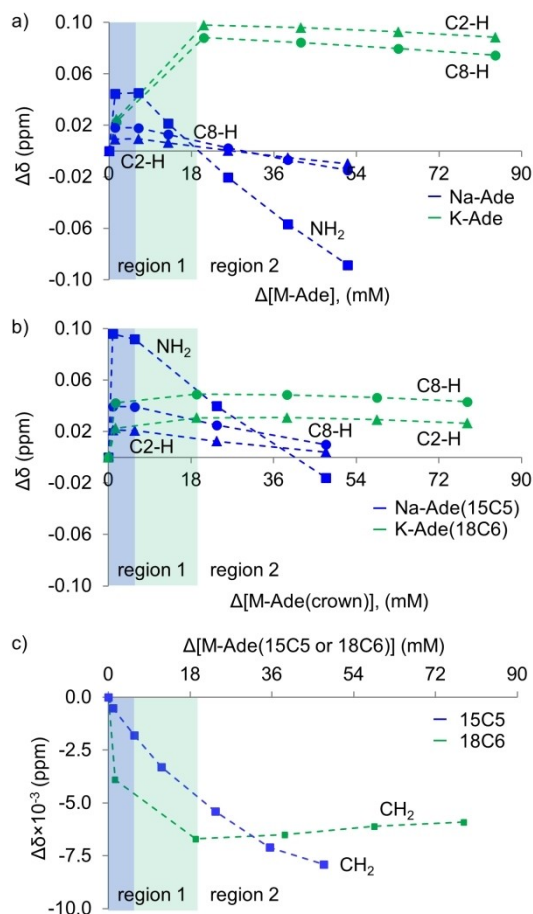 a)
0.10
0.06
0.02
-0.02
-0.06
-0.10
Δδ (ppm)
C2-H
C8-H
C8-H
C2-H
0 18 36 54 72 90
NH2
Na-Ade
K-Ade
region 1 region 2
Δ[M-Ade], (mM)
b)
0.10
0.06
0.02
-0.02
-0.06
-0.10
Δδ (ppm)
NH2
C8-H
C8-H
C2-H
C2-H
0 18 36 54 72 90
Na-Ade(15C5)
K-Ade(18C6)
region 1 region 2
Δ[M-Ade(crown)], (mM)
c)
Δ[M-Ade(15C5 or 18C6)] (mM)
0 18 36 54 72 90
0.0
-2.5
-5.0
-7.5
-10.0
Δδ×10⁻³ (ppm)
15C5
18C6
CH2
CH2
region 1 region 2